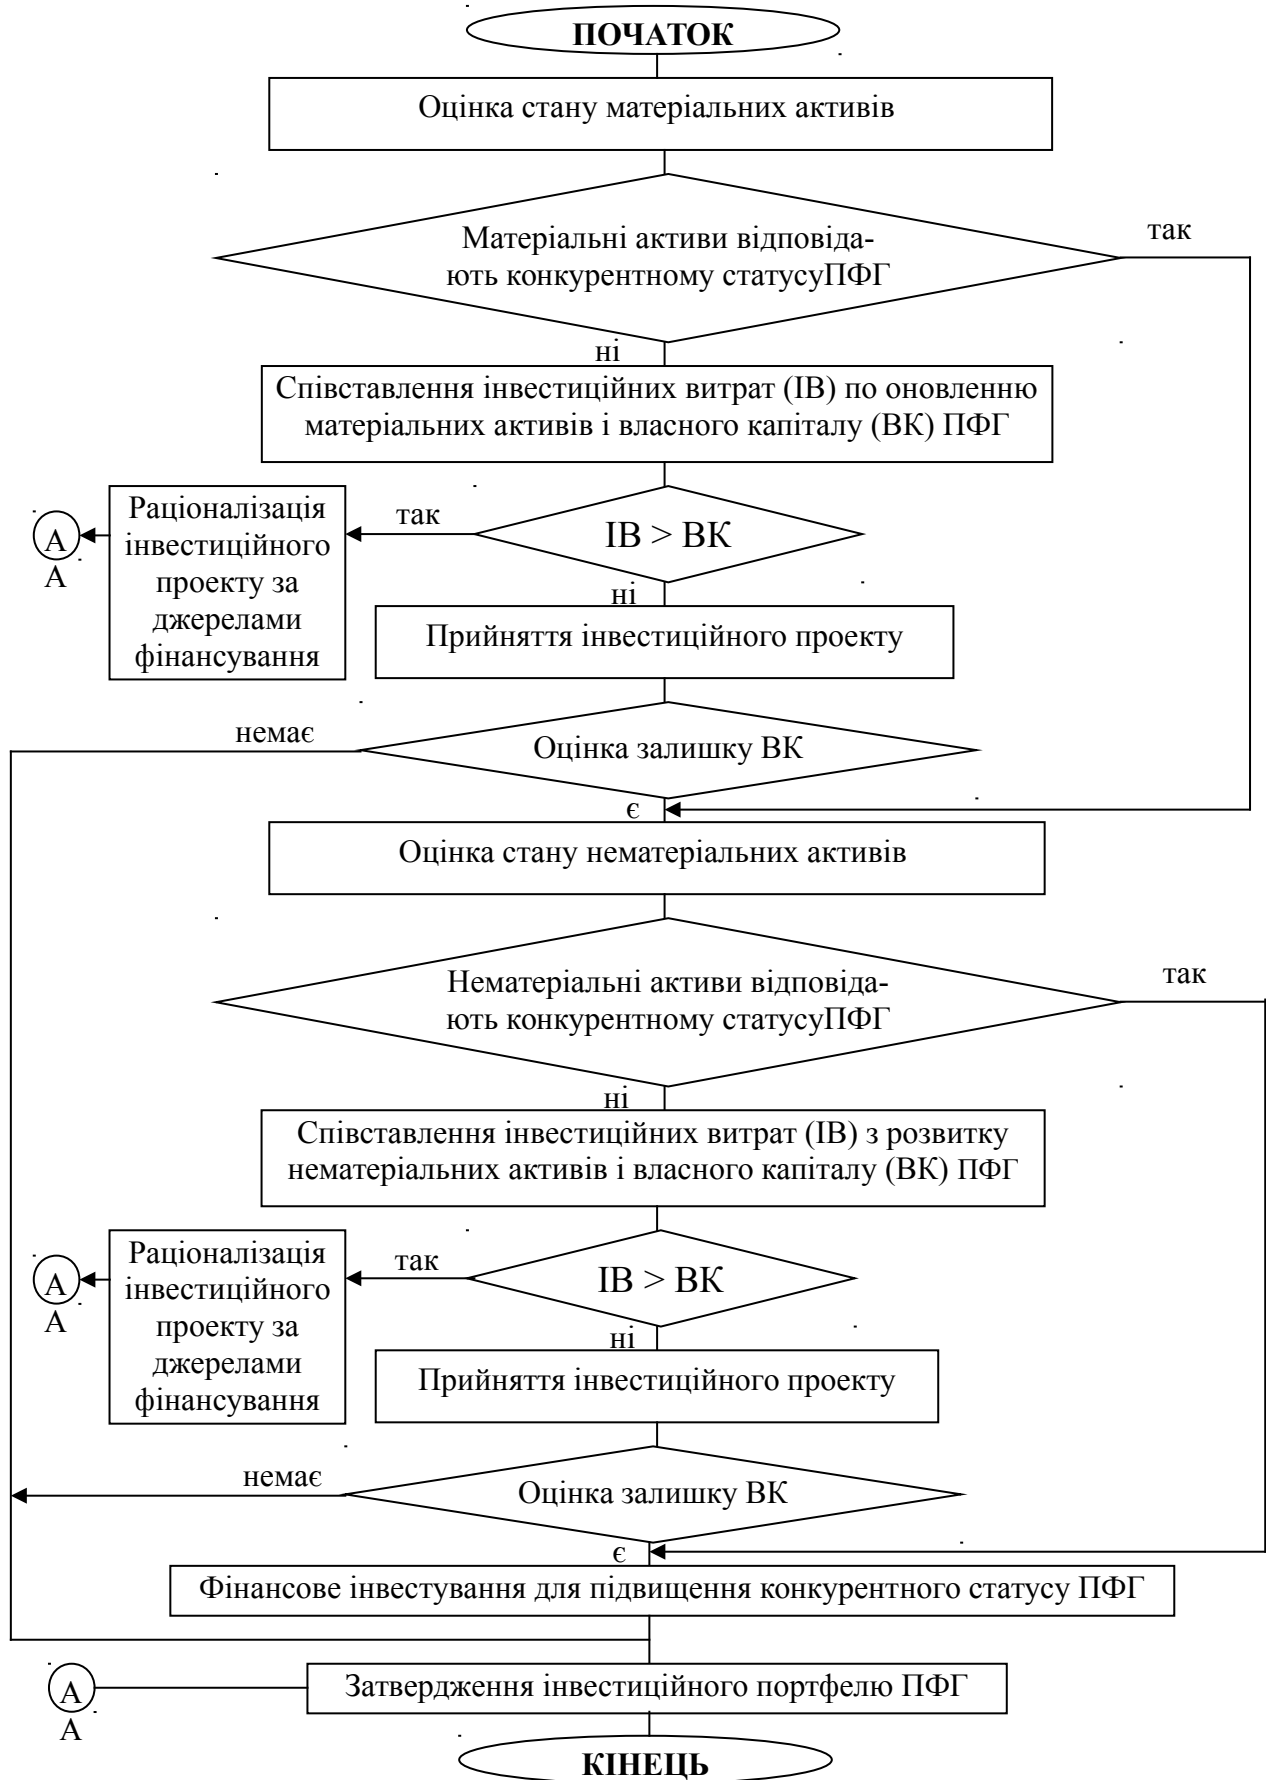 ПОЧАТОК
Оцінка стану матеріальних активів
Матеріальні активи відповіда-
ють конкурентному статусуПФГ
так
ні
Співставлення інвестиційних витрат (ІВ) по оновленню
матеріальних активів і власного капіталу (ВК) ПФГ
ІВ > ВК
так
Раціоналізація
інвестиційного
проекту за
джерелами
фінансування
А
А
ні
Прийняття інвестиційного проекту
Оцінка залишку ВК
немає
є
Оцінка стану нематеріальних активів
Нематеріальні активи відповіда-
ють конкурентному статусуПФГ
так
ні
Співставлення інвестиційних витрат (ІВ) з розвитку
нематеріальних активів і власного капіталу (ВК) ПФГ
ІВ > ВК
так
Раціоналізація
інвестиційного
проекту за
джерелами
фінансування
А
А
ні
Прийняття інвестиційного проекту
Оцінка залишку ВК
немає
є
Фінансове інвестування для підвищення конкурентного статусу ПФГ
А
А
Затвердження інвестиційного портфелю ПФГ
КІНЕЦЬ